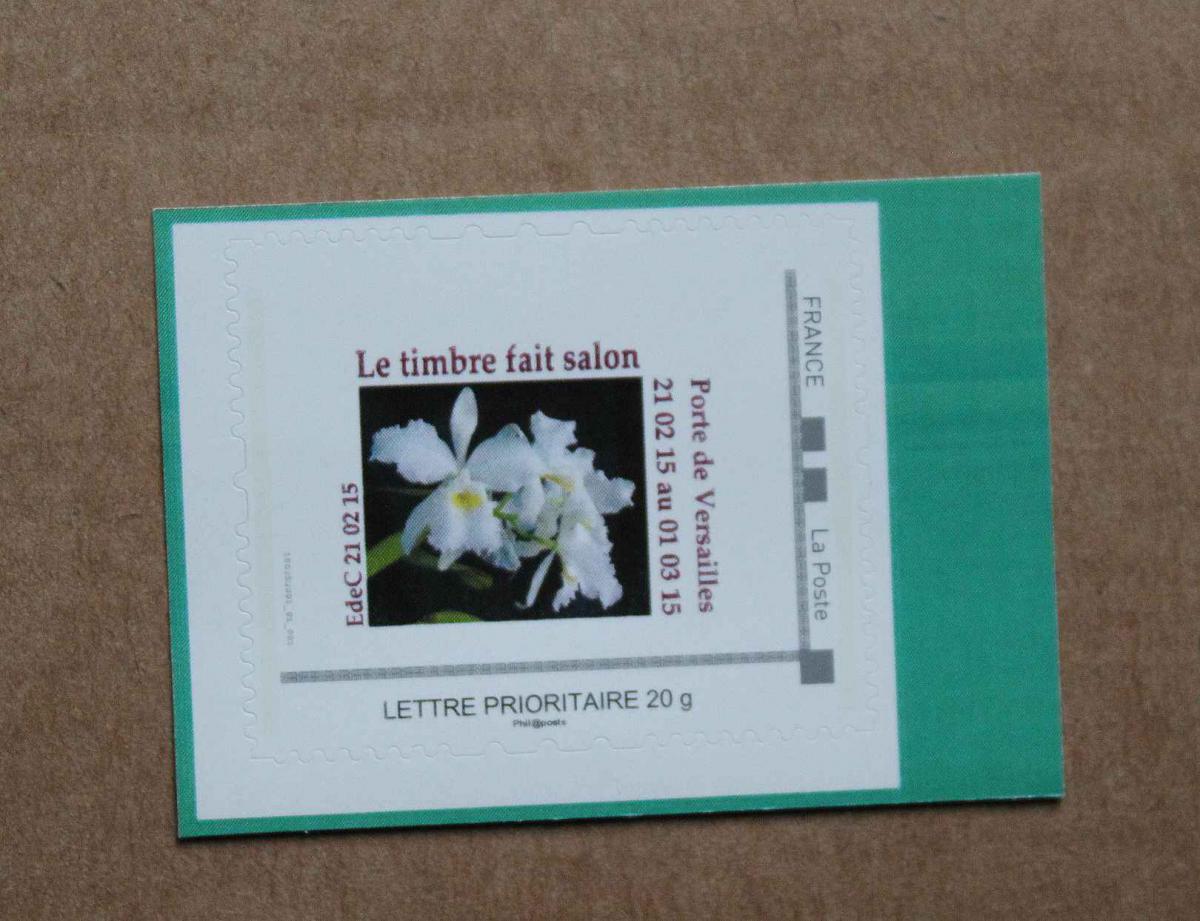 Le timbre fait salon
Porte de Versailles
21 02 15 au 01 03 15
EdeC 21 02 15
FRANCE
La Poste
LETTRE PRIORITAIRE 20 g
Phil@poste